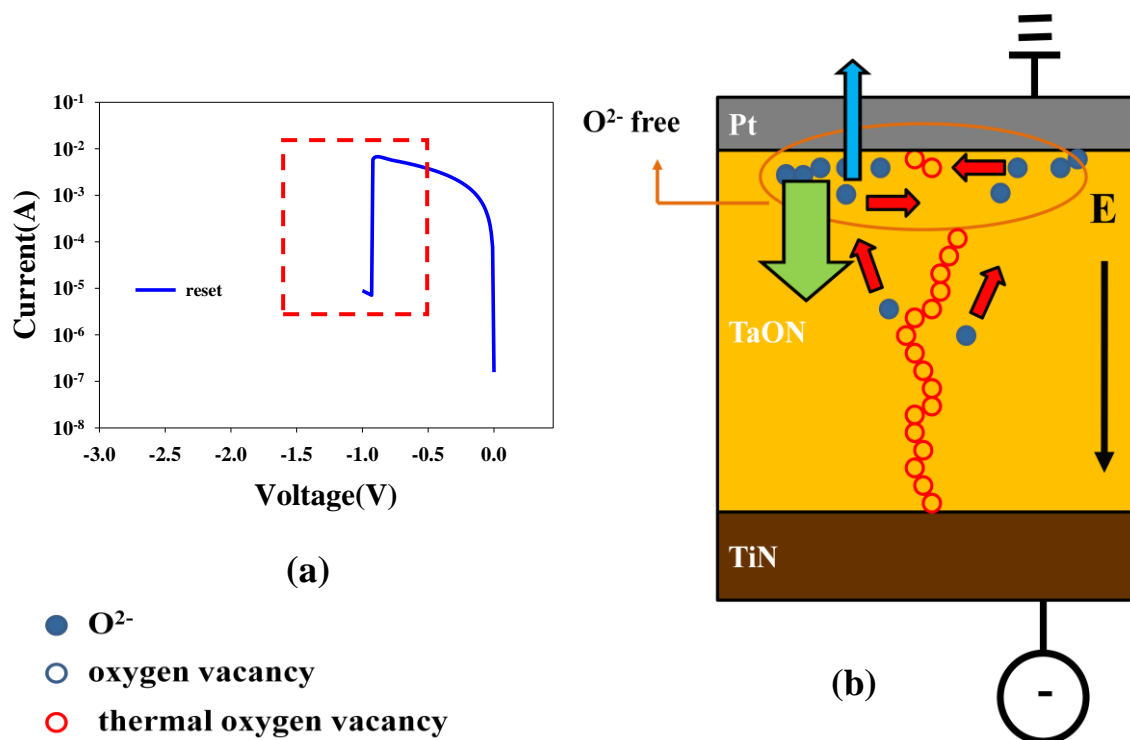 10⁻¹
10⁻²
10⁻³
10⁻⁴
10⁻⁵
10⁻⁶
10⁻⁷
10⁻⁸
Current(A)
reset
-3.0 -2.5 -2.0 -1.5 -1.0 -0.5 0.0
Voltage(V)
(a)
O²⁻
oxygen vacancy
thermal oxygen vacancy
O²⁻ free
Pt
E
TaON
TiN
-
(b)